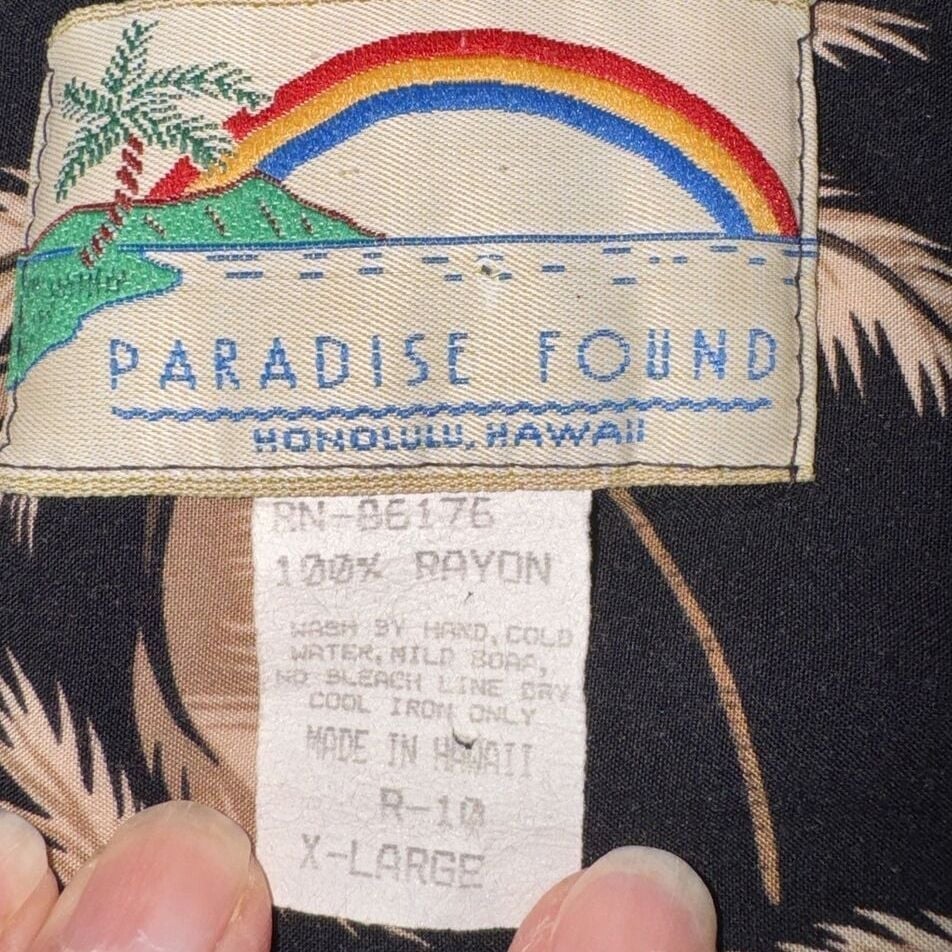 PARADISE FOUND
HONOLULU, HAWAII
RN-86176
100% RAYON
WASH BY HAND, COLD
WATER, MILD SOAP,
NO BLEACH LINE DRY
COOL IRON ONLY
MADE IN HAWAII
R-10
X-LARGE